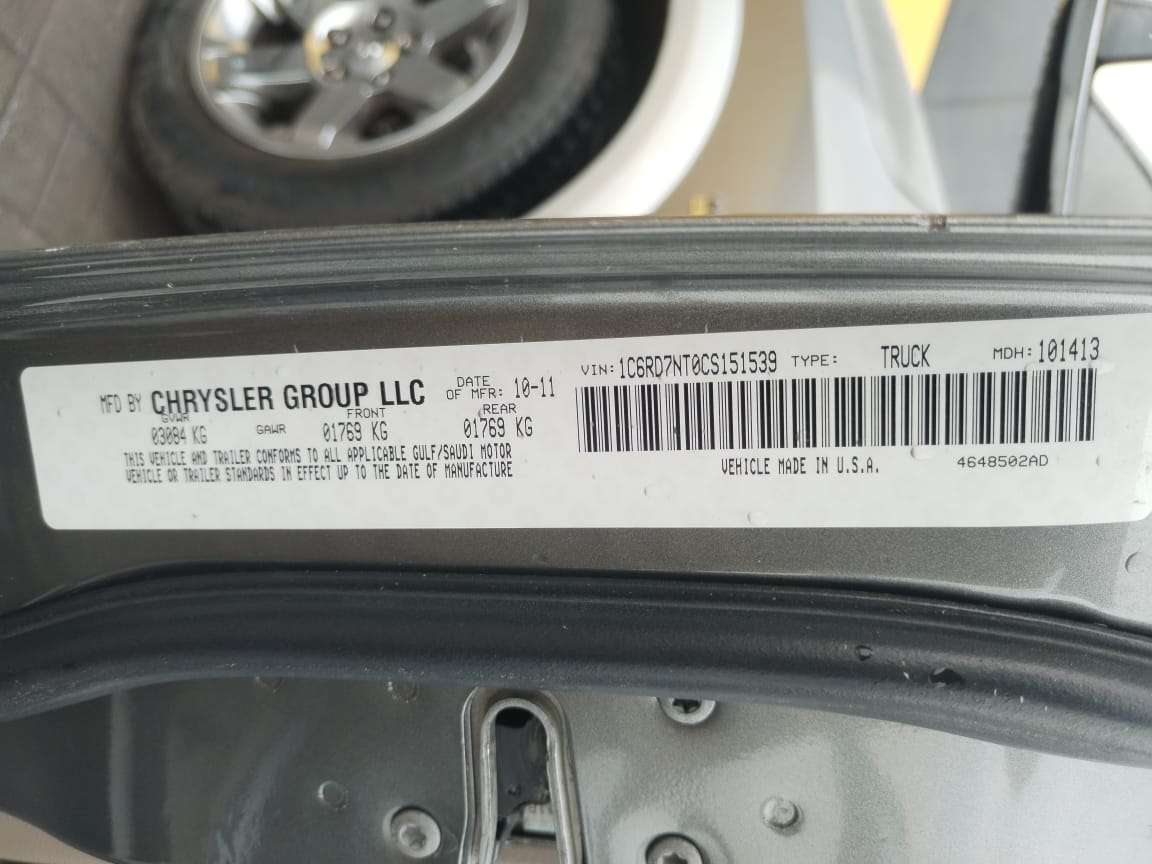 MFD BY CHRYSLER GROUP LLC DATE OF MFR: 10-11 VIN: 1C6RD7NT0CS151539 TYPE: TRUCK MDH: 101413
GVWR 03084 KG GAWR FRONT 01769 KG REAR 01769 KG
THIS VEHICLE AND TRAILER CONFORMS TO ALL APPLICABLE GULF/SAUDI MOTOR
VEHICLE OR TRAILER STANDARDS IN EFFECT UP TO THE DATE OF MANUFACTURE
VEHICLE MADE IN U.S.A. 4648502AD